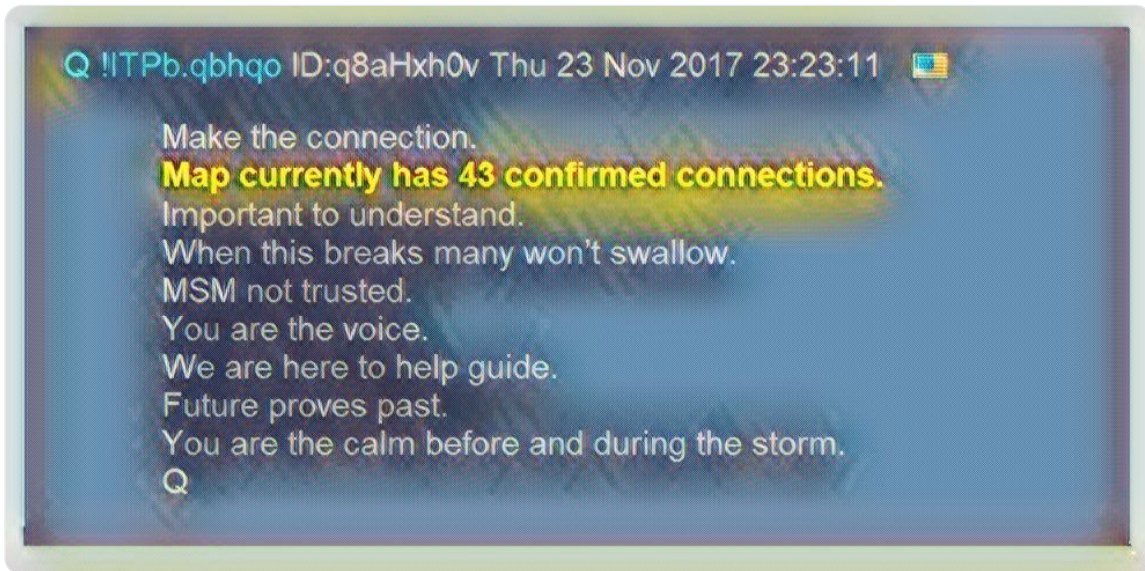 Q !ITPb.qbhqo ID:q8aHxh0v Thu 23 Nov 2017 23:23:11
Make the connection.
Map currently has 43 confirmed connections.
Important to understand.
When this breaks many won't swallow.
MSM not trusted.
You are the voice.
We are here to help guide.
Future proves past.
You are the calm before and during the storm.
Q